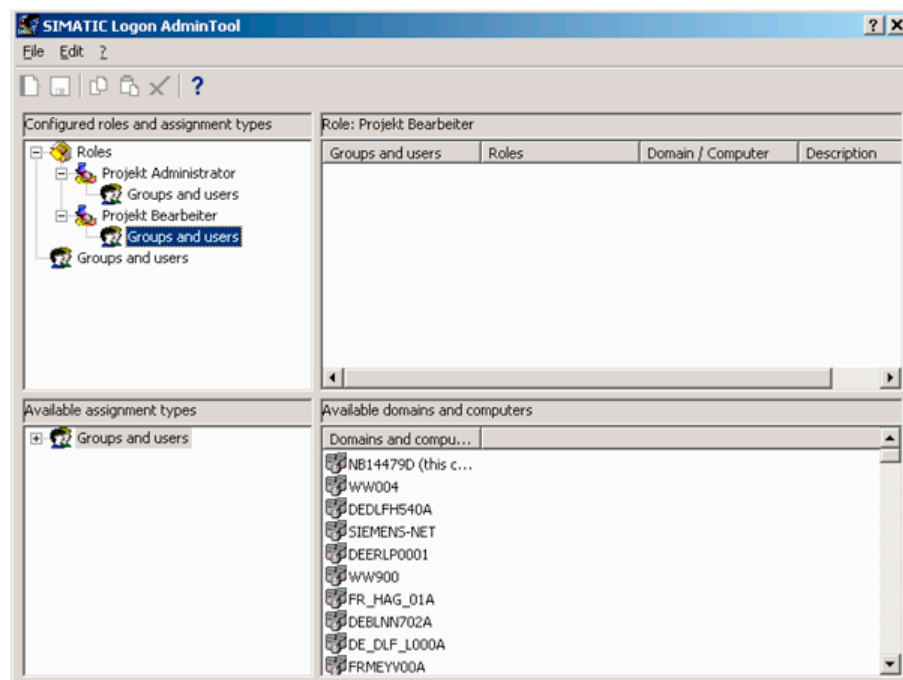 SIMATIC Logon AdminTool
File Edit ?
Configured roles and assignment types
Roles
Projekt Administrator
Groups and users
Projekt Bearbeiter
Groups and users
Groups and users
Role: Projekt Bearbeiter
Groups and users Roles Domain / Computer Description
Available assignment types
Groups and users
Available domains and computers
Domains and compu...
NB14479D (this c...
WW004
DEDLFH540A
SIEMENS-NET
DEERLP0001
WW900
FR_HAG_01A
DEBLNN702A
DE_DLF_L000A
FRMEYV00A